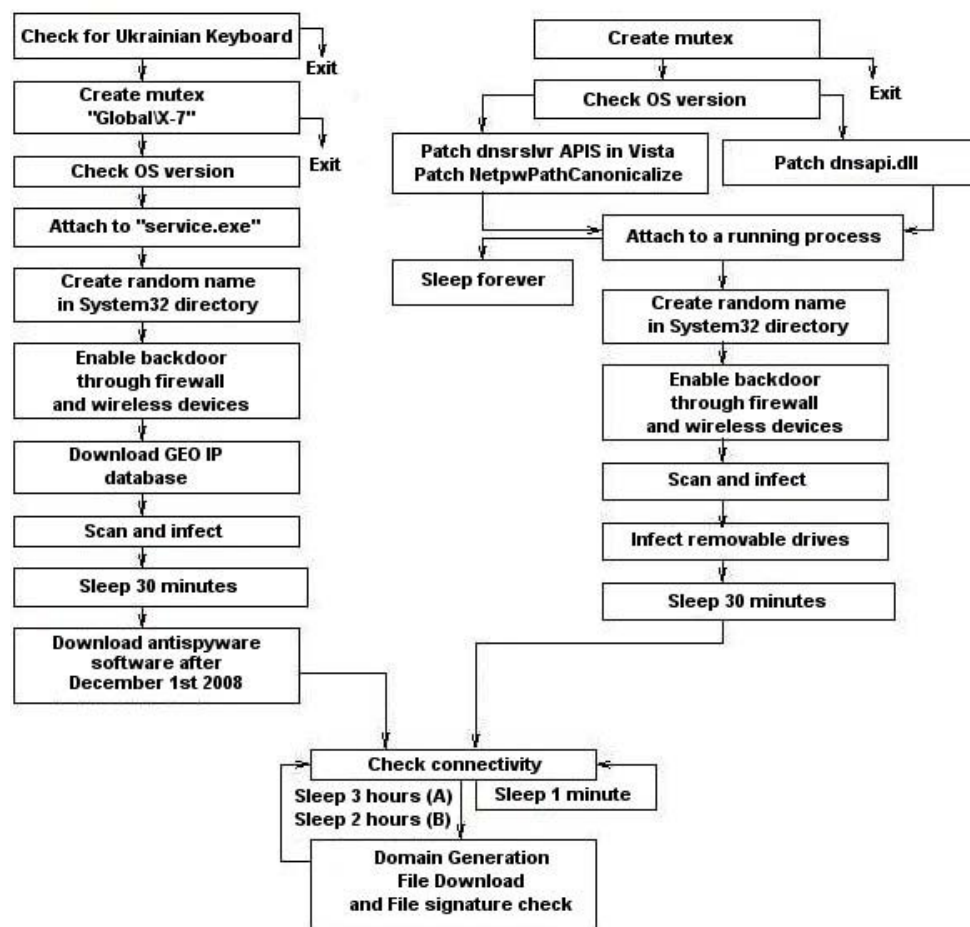 Check for Ukrainian Keyboard
Exit
Create mutex
"Global\X-7"
Exit
Check OS version
Attach to "service.exe"
Create random name
in System32 directory
Enable backdoor
through firewall
and wireless devices
Download GEO IP
database
Scan and infect
Sleep 30 minutes
Download antispyware
software after
December 1st 2008
Create mutex
Exit
Check OS version
Patch dnsrslvr APIS in Vista
Patch NetpwPathCanonicalize
Patch dnsapi.dll
Attach to a running process
Sleep forever
Create random name
in System32 directory
Enable backdoor
through firewall
and wireless devices
Scan and infect
Infect removable drives
Sleep 30 minutes
Check connectivity
Sleep 3 hours (A)
Sleep 2 hours (B)
Sleep 1 minute
Domain Generation
File Download
and File signature check